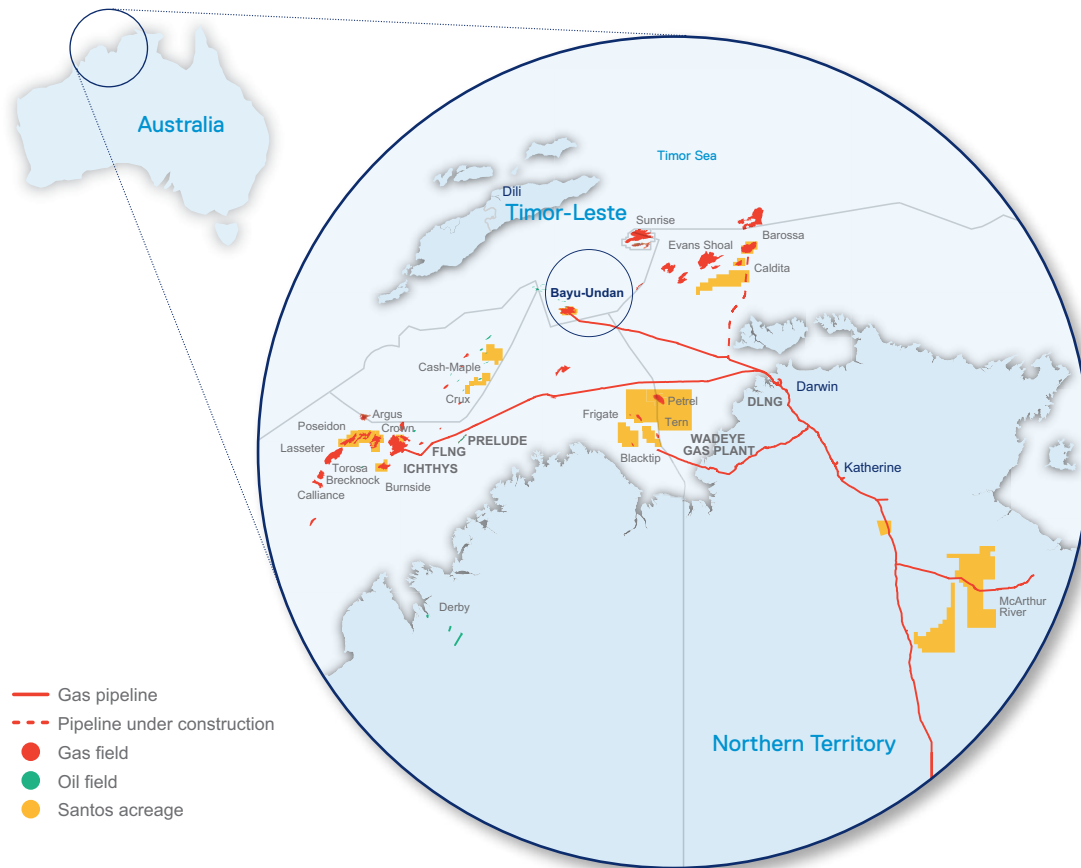 Australia
Timor Sea
Dili
Timor-Leste
Sunrise
Barossa
Evans Shoal
Caldita
Bayu-Undan
Cash-Maple
Crux
Darwin
DLNG
Petrel
Frigate
Tern
Argus
Poseidon
Crown
PRELUDE
FLNG
Lasseter
WADEYE
GAS PLANT
Blacktip
ICHTHYS
Torosa
Brecknock
Burnside
Calliance
Katherine
McArthur
River
Derby
Northern Territory
Gas pipeline
Pipeline under construction
Gas field
Oil field
Santos acreage